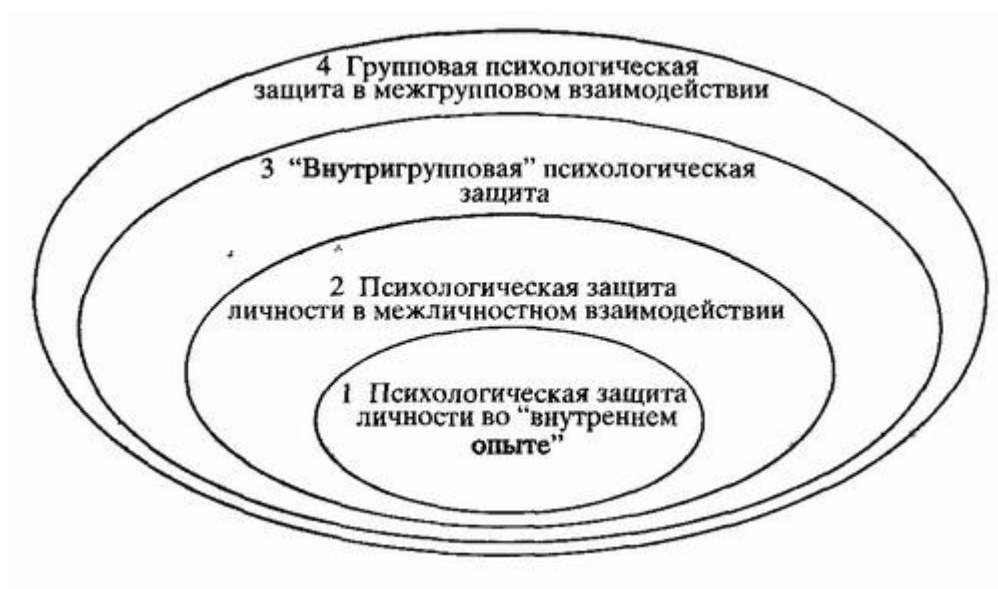 4 Групповая психологическая
защита в межгрупповом взаимодействии
3 “Внутригрупповая” психологическая
защита
2 Психологическая защита
личности в межличностном взаимодействии
1 Психологическая защита
личности во “внутреннем
опыте”